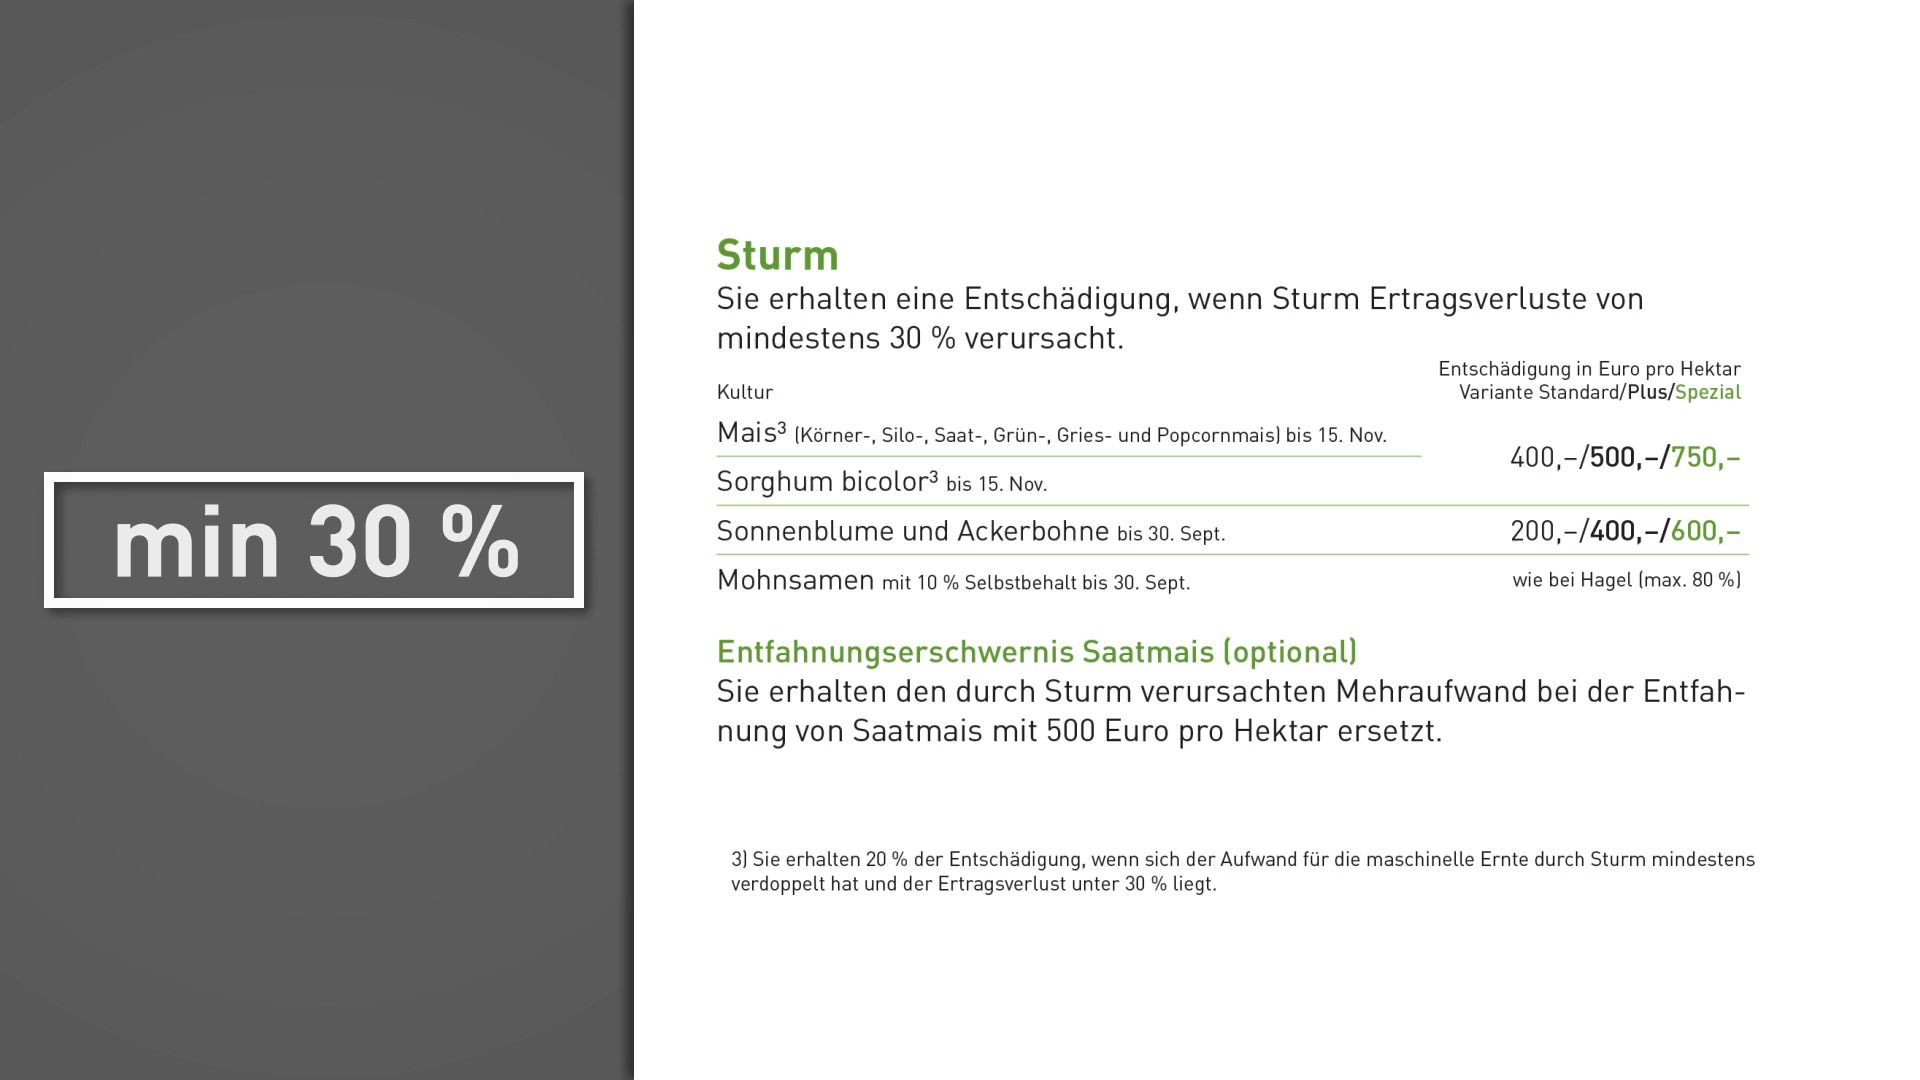 min 30 %
Sturm
Sie erhalten eine Entschädigung, wenn Sturm Ertragsverluste von
mindestens 30 % verursacht.
Entschädigung in Euro pro Hektar
Kultur Variante Standard/Plus/Spezial
Mais³ (Körner-, Silo-, Saat-, Grün-, Gries- und Popcornmais) bis 15. Nov.
400,–/500,–/750,–
Sorghum bicolor³ bis 15. Nov.
Sonnenblume und Ackerbohne bis 30. Sept. 200,–/400,–/600,–
Mohnsamen mit 10 % Selbstbehalt bis 30. Sept. wie bei Hagel (max. 80 %)
Entfahnungserschwernis Saatmais (optional)
Sie erhalten den durch Sturm verursachten Mehraufwand bei der Entfah-
nung von Saatmais mit 500 Euro pro Hektar ersetzt.
3) Sie erhalten 20 % der Entschädigung, wenn sich der Aufwand für die maschinelle Ernte durch Sturm mindestens
verdoppelt hat und der Ertragsverlust unter 30 % liegt.